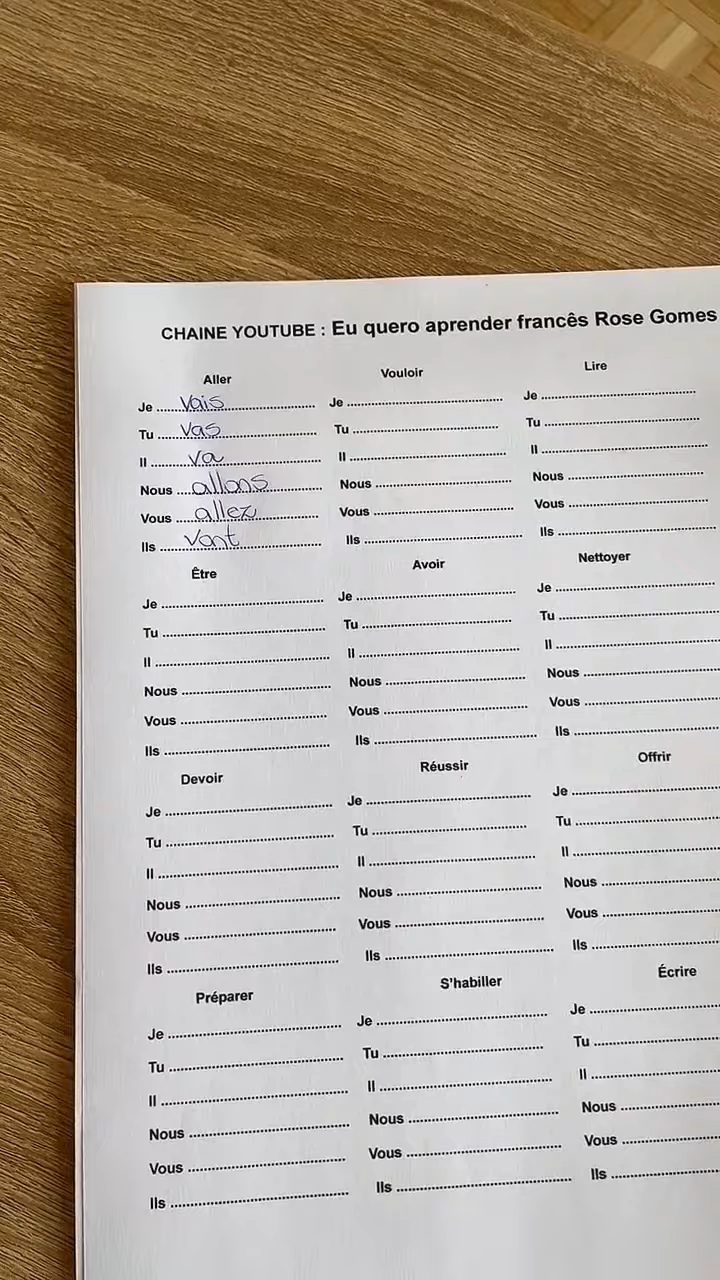 CHAINE YOUTUBE : Eu quero aprender francês Rose Gomes
Aller
Je vais
Tu vas
Il va
Nous allons
Vous allez
Ils vont
Vouloir
Je
Tu
Il
Nous
Vous
Ils
Lire
Je
Tu
Il
Nous
Vous
Ils
Être
Je
Tu
Il
Nous
Vous
Ils
Avoir
Je
Tu
Il
Nous
Vous
Ils
Nettoyer
Je
Tu
Il
Nous
Vous
Ils
Devoir
Je
Tu
Il
Nous
Vous
Ils
Réussir
Je
Tu
Il
Nous
Vous
Ils
Offrir
Je
Tu
Il
Nous
Vous
Ils
Préparer
Je
Tu
Il
Nous
Vous
Ils
S'habiller
Je
Tu
Il
Nous
Vous
Ils
Écrire
Je
Tu
Il
Nous
Vous
Ils